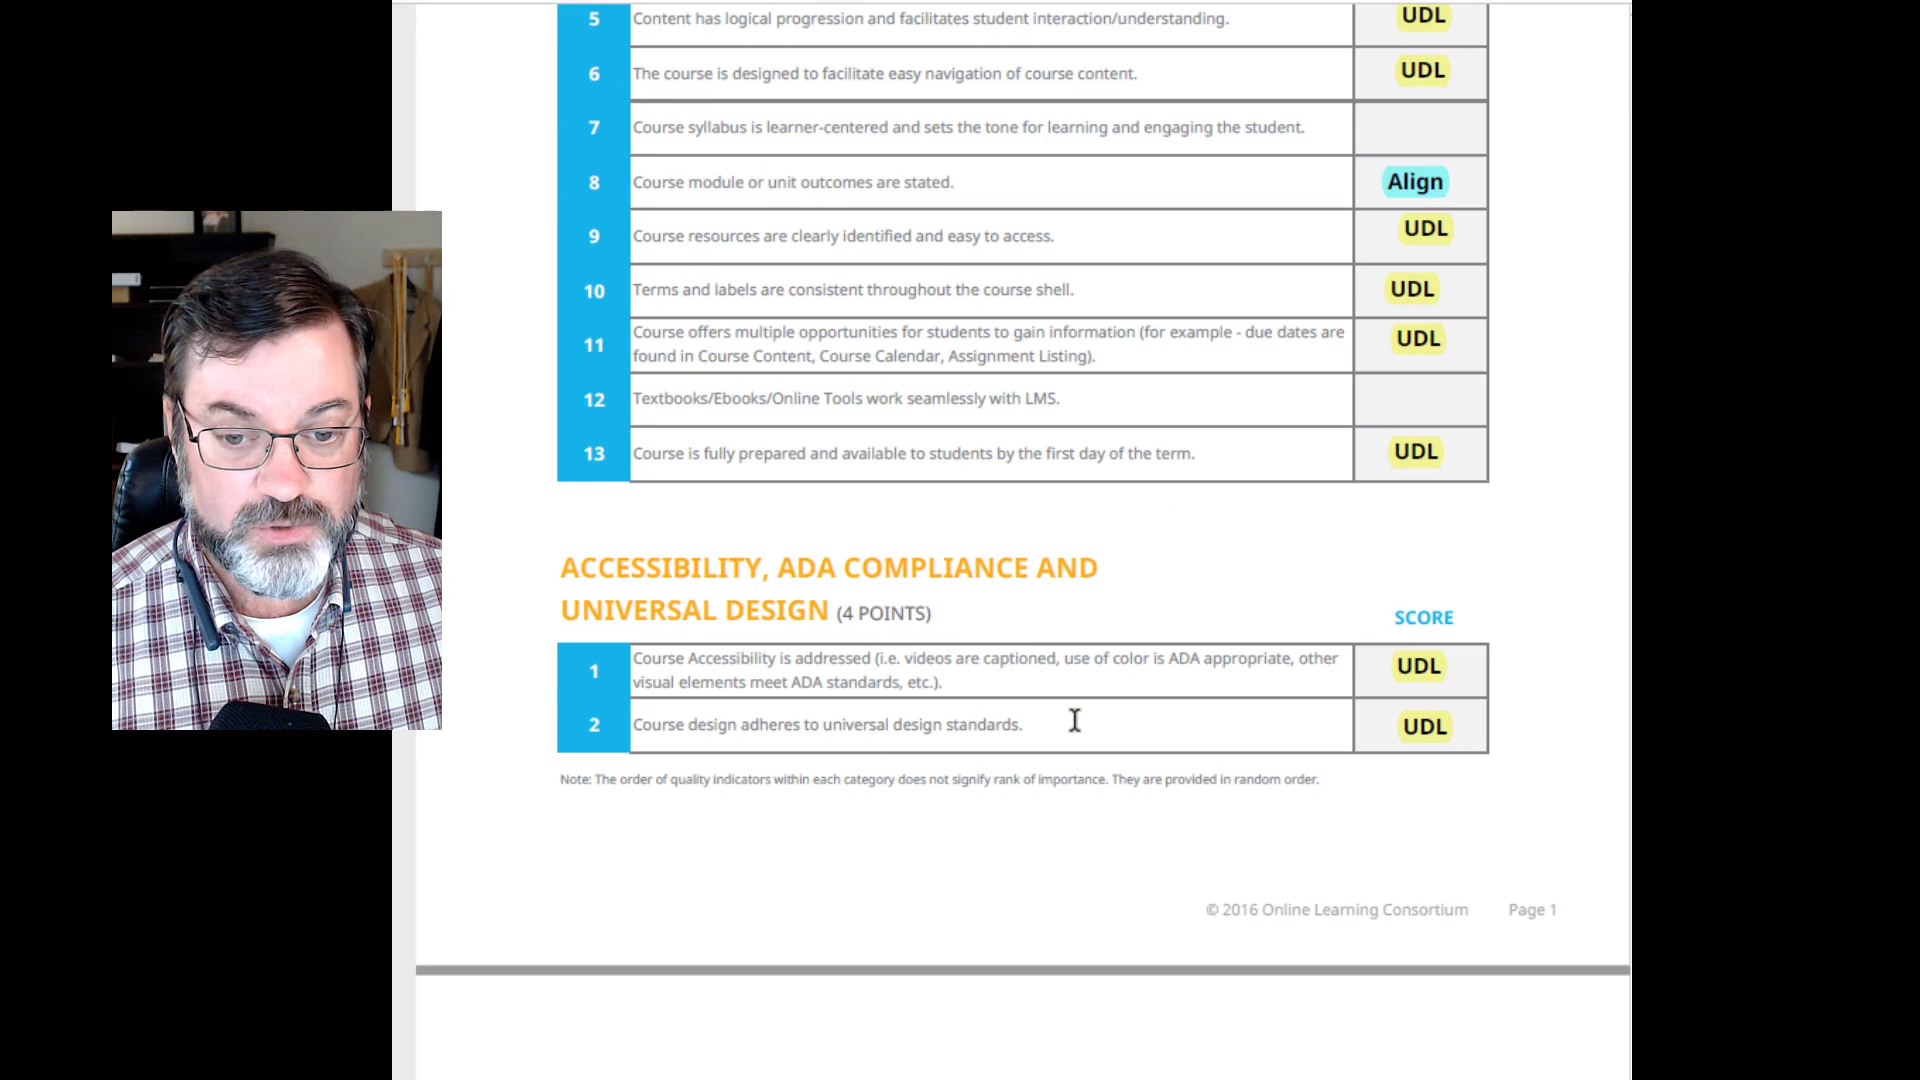 5 Content has logical progression and facilitates student interaction/understanding. UDL
6 The course is designed to facilitate easy navigation of course content. UDL
7 Course syllabus is learner-centered and sets the tone for learning and engaging the student.
8 Course module or unit outcomes are stated. Align
9 Course resources are clearly identified and easy to access. UDL
10 Terms and labels are consistent throughout the course shell. UDL
11 Course offers multiple opportunities for students to gain information (for example - due dates are
found in Course Content, Course Calendar, Assignment Listing). UDL
12 Textbooks/Ebooks/Online Tools work seamlessly with LMS.
13 Course is fully prepared and available to students by the first day of the term. UDL
ACCESSIBILITY, ADA COMPLIANCE AND
UNIVERSAL DESIGN (4 POINTS) SCORE
1 Course Accessibility is addressed (i.e. videos are captioned, use of color is ADA appropriate, other
visual elements meet ADA standards, etc.). UDL
2 Course design adheres to universal design standards. UDL
Note: The order of quality indicators within each category does not signify rank of importance. They are provided in random order.
© 2016 Online Learning Consortium Page 1